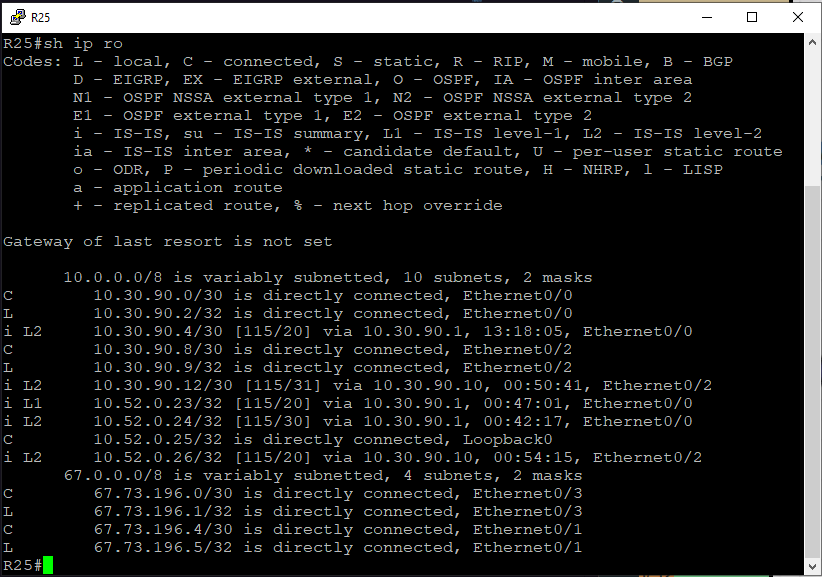 R25
R25#sh ip ro
Codes: L - local, C - connected, S - static, R - RIP, M - mobile, B - BGP
       D - EIGRP, EX - EIGRP external, O - OSPF, IA - OSPF inter area
       N1 - OSPF NSSA external type 1, N2 - OSPF NSSA external type 2
       E1 - OSPF external type 1, E2 - OSPF external type 2
       i - IS-IS, su - IS-IS summary, L1 - IS-IS level-1, L2 - IS-IS level-2
       ia - IS-IS inter area, * - candidate default, U - per-user static route
       o - ODR, P - periodic downloaded static route, H - NHRP, l - LISP
       a - application route
       + - replicated route, % - next hop override
Gateway of last resort is not set
      10.0.0.0/8 is variably subnetted, 10 subnets, 2 masks
C        10.30.90.0/30 is directly connected, Ethernet0/0
L        10.30.90.2/32 is directly connected, Ethernet0/0
i L2     10.30.90.4/30 [115/20] via 10.30.90.1, 13:18:05, Ethernet0/0
C        10.30.90.8/30 is directly connected, Ethernet0/2
L        10.30.90.9/32 is directly connected, Ethernet0/2
i L2     10.30.90.12/30 [115/31] via 10.30.90.10, 00:50:41, Ethernet0/2
i L1     10.52.0.23/32 [115/20] via 10.30.90.1, 00:47:01, Ethernet0/0
i L2     10.52.0.24/32 [115/30] via 10.30.90.1, 00:42:17, Ethernet0/0
C        10.52.0.25/32 is directly connected, Loopback0
i L2     10.52.0.26/32 [115/20] via 10.30.90.10, 00:54:15, Ethernet0/2
      67.0.0.0/8 is variably subnetted, 4 subnets, 2 masks
C        67.73.196.0/30 is directly connected, Ethernet0/3
L        67.73.196.1/32 is directly connected, Ethernet0/3
C        67.73.196.4/30 is directly connected, Ethernet0/1
L        67.73.196.5/32 is directly connected, Ethernet0/1
R25#